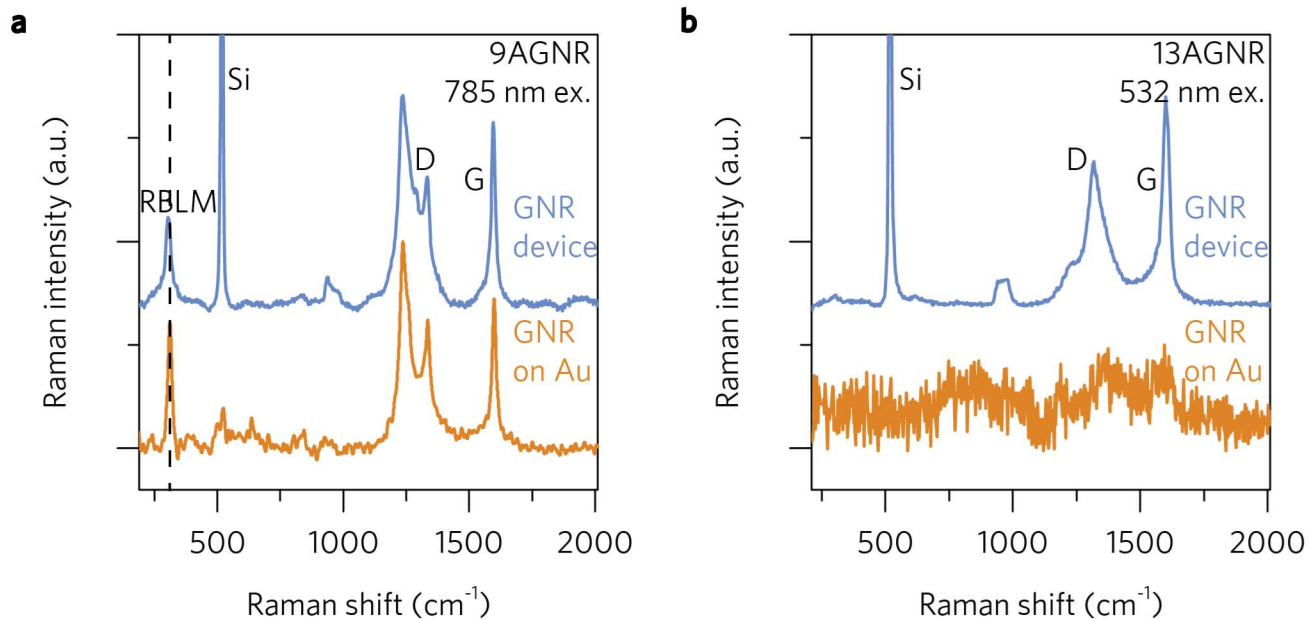 a
9AGNR
785 nm ex.
Si
RBLM
D
G
GNR
device
GNR
on Au
Raman intensity (a.u.)
500
1000
1500
2000
Raman shift (cm⁻¹)
b
13AGNR
532 nm ex.
Si
D
G
GNR
device
GNR
on Au
Raman intensity (a.u.)
500
1000
1500
2000
Raman shift (cm⁻¹)